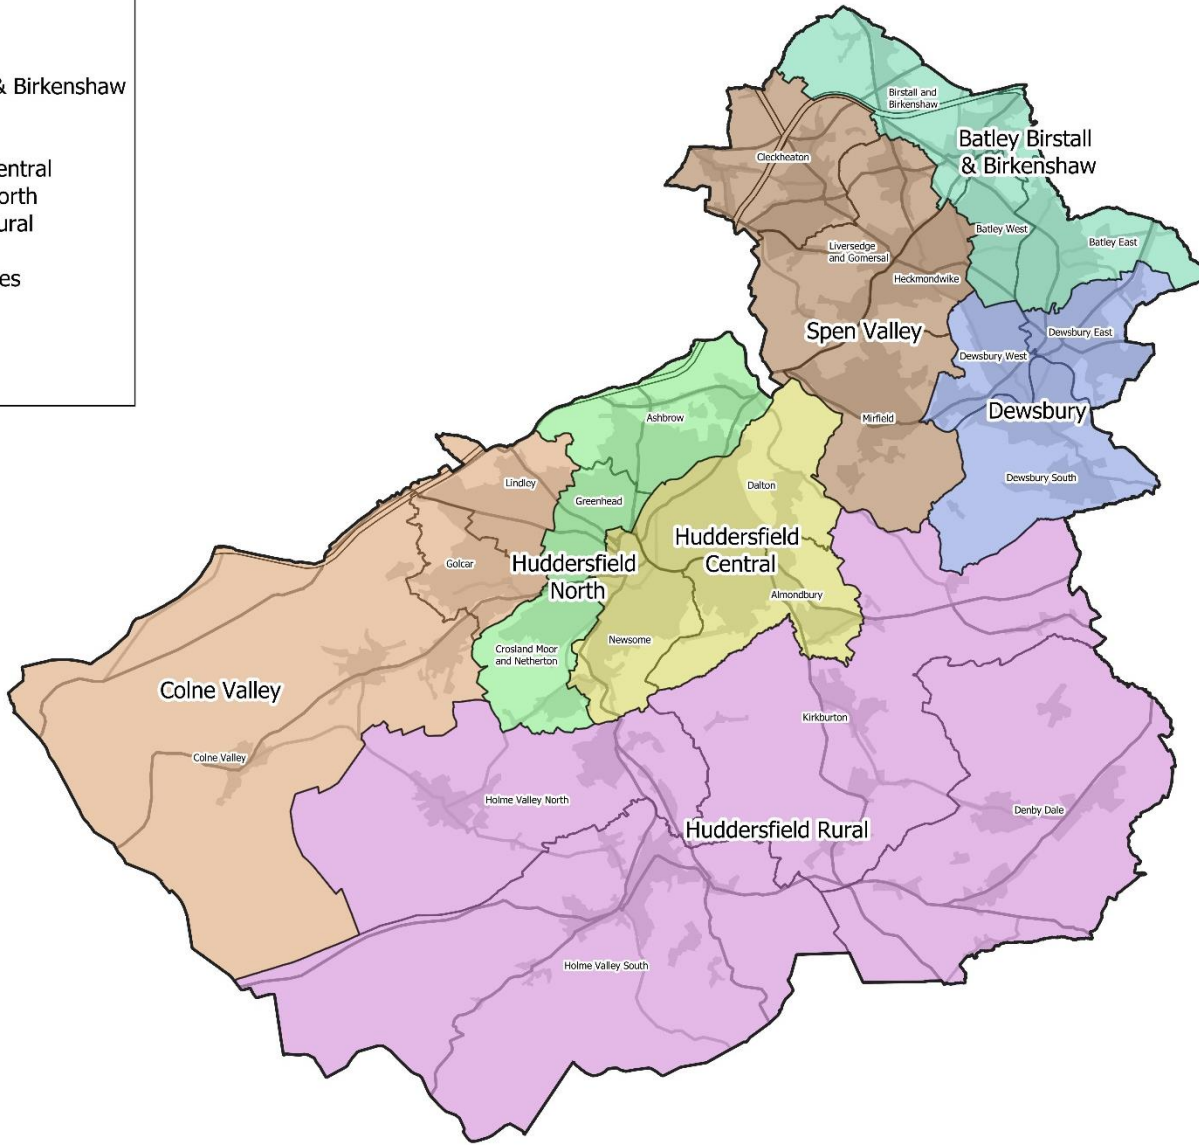 & Birkenshaw
entral
orth
ural
es
Birstall and
Birkenshaw
Batley Birstall
& Birkenshaw
Cleckheaton
Batley West
Batley East
Liversedge
and Gomersal
Heckmondwike
Spen Valley
Dewsbury East
Dewsbury West
Dewsbury
Mirfield
Ashbrow
Dewsbury South
Lindley
Dalton
Greenhead
Huddersfield
Central
Golcar
Huddersfield
North
Almondbury
Newsome
Crosland Moor
and Netherton
Colne Valley
Kirkburton
Colne Valley
Holme Valley North
Denby Dale
Huddersfield Rural
Holme Valley South